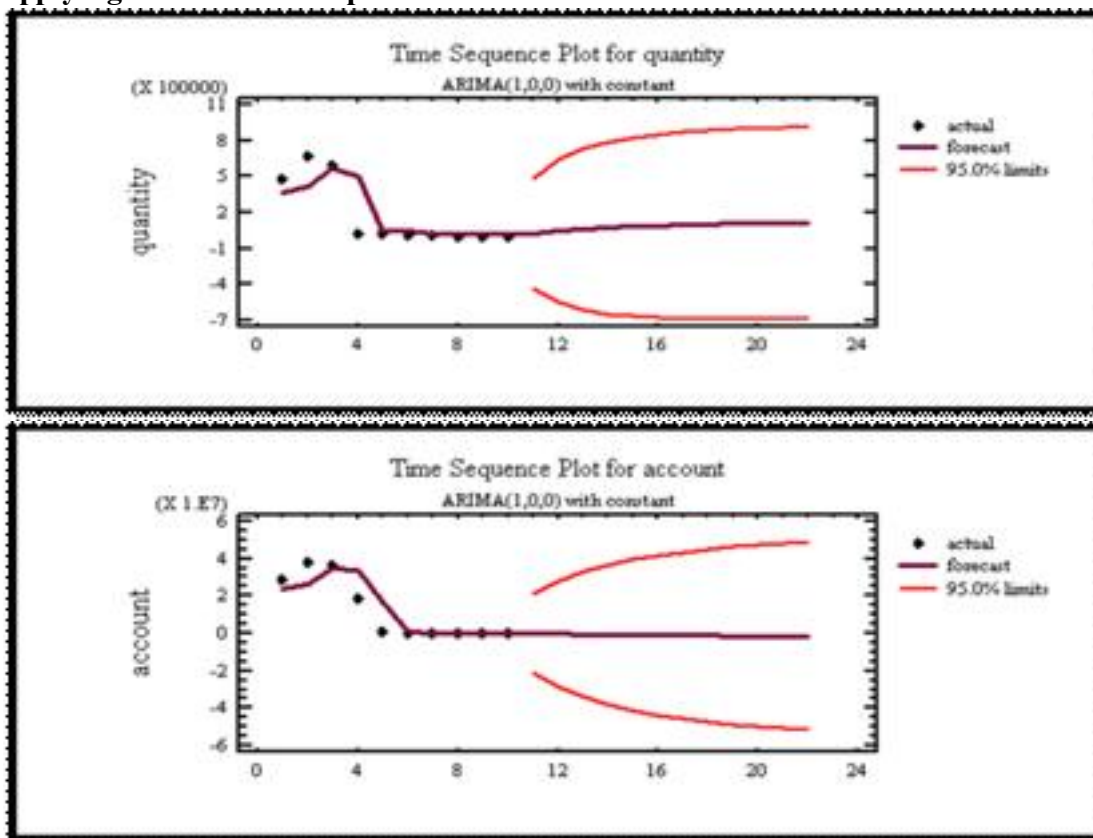 Time Sequence Plot for quantity
(X 100000)
ARIMA(1,0,0) with constant
11
8
5
2
-1
-4
-7
quantity
0 4 8 12 16 20 24
actual
forecast
95.0% limits
Time Sequence Plot for account
(X 1.E7)
ARIMA(1,0,0) with constant
6
4
2
0
-2
-4
-6
account
0 4 8 12 16 20 24
actual
forecast
95.0% limits